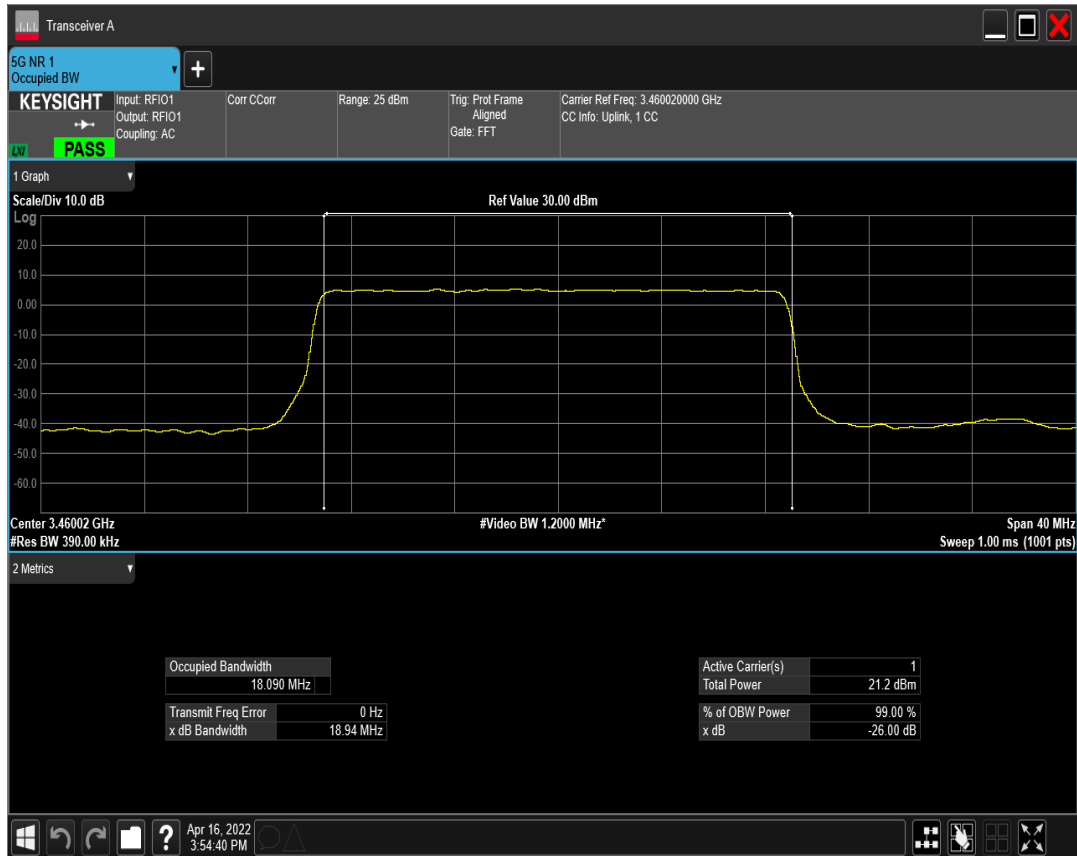 Transceiver A
5G NR 1
Occupied BW
+
KEYSIGHT
LXI
PASS
Input: RFIO1
Output: RFIO1
Coupling: AC
Corr CCorr
Range: 25 dBm
Trig: Prot Frame
Aligned
Gate: FFT
Carrier Ref Freq: 3.460020000 GHz
CC Info: Uplink, 1 CC
1 Graph
Scale/Div 10.0 dB
Ref Value 30.00 dBm
Log
20.0
10.0
0.00
-10.0
-20.0
-30.0
-40.0
-50.0
-60.0
Center 3.46002 GHz
#Video BW 1.2000 MHz*
Span 40 MHz
#Res BW 390.00 kHz
Sweep 1.00 ms (1001 pts)
2 Metrics
Occupied Bandwidth
18.090 MHz
Transmit Freq Error 0 Hz
x dB Bandwidth 18.94 MHz
Active Carrier(s) 1
Total Power 21.2 dBm
% of OBW Power 99.00 %
x dB -26.00 dB
?
Apr 16, 2022
3:54:40 PM